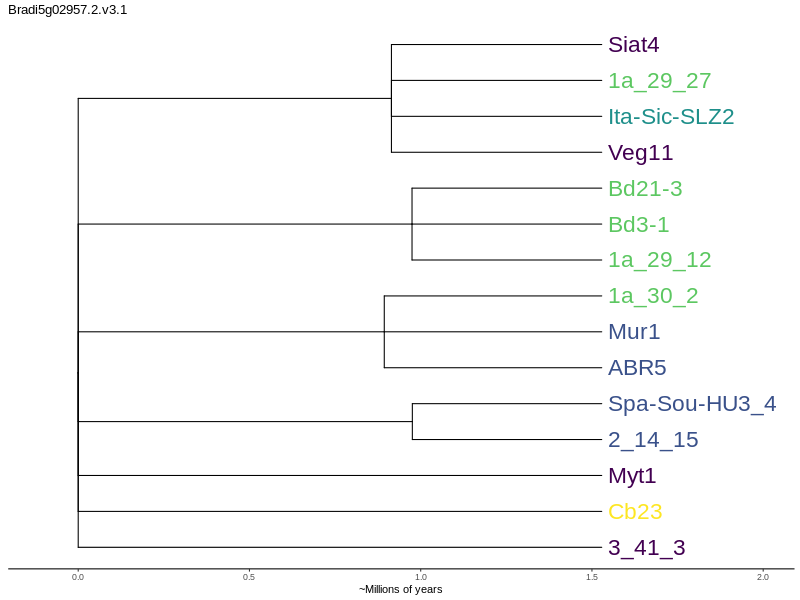 Bradi5g02957.2.v3.1
Siat4
1a_29_27
Ita-Sic-SLZ2
Veg11
Bd21-3
Bd3-1
1a_29_12
1a_30_2
Mur1
ABR5
Spa-Sou-HU3_4
2_14_15
Myt1
Cb23
3_41_3
0.0 0.5 1.0 1.5 2.0
~Millions of years